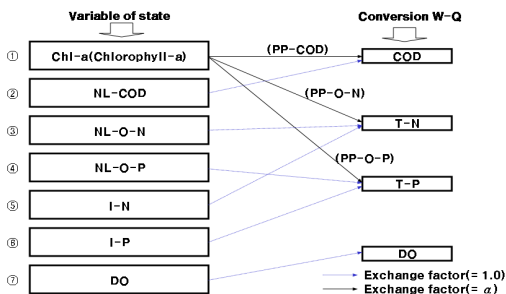 Variable of state
Conversion W-Q
① Chl-a(Chlorophyll-a)
(PP-COD)
COD
② NL-COD
(PP-O-N)
③ NL-O-N
T-N
④ NL-O-P
(PP-O-P)
T-P
⑤ I-N
⑥ I-P
⑦ DO
DO
Exchange factor(= 1.0)
Exchange factor(= α)